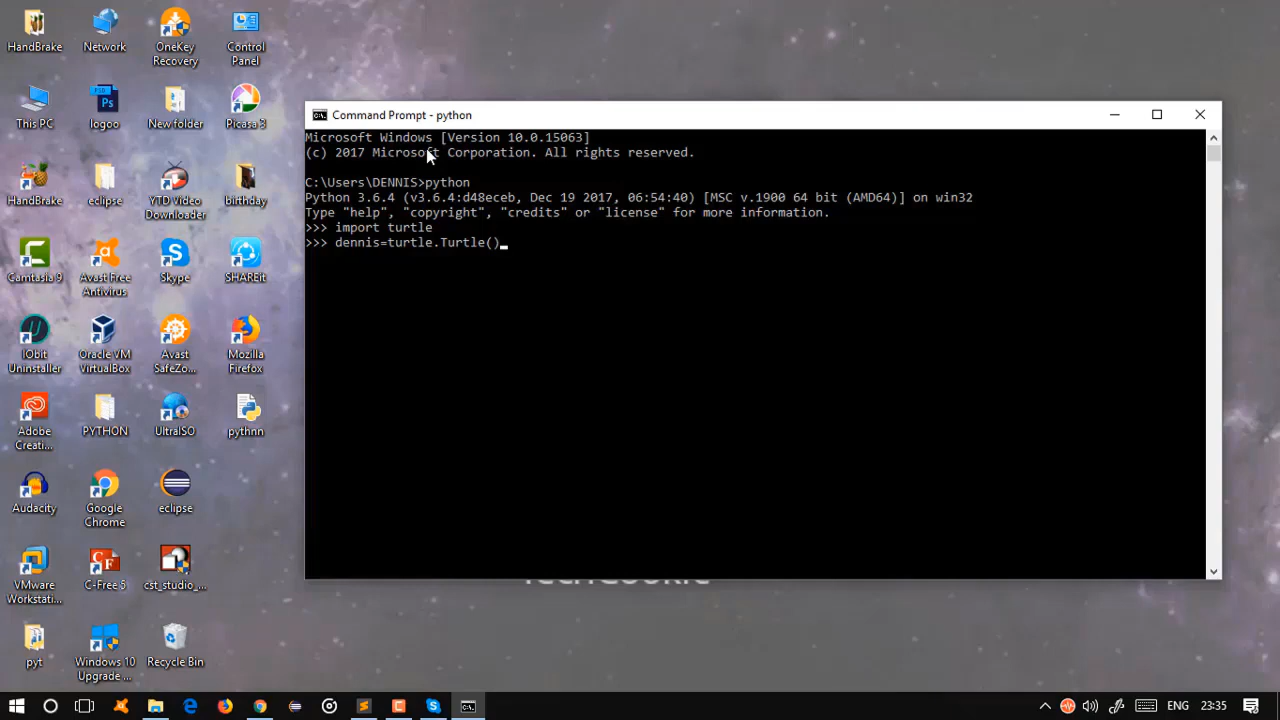 HandBrake
Network
OneKey
Recovery
Control
Panel
This PC
logoo
New folder
Picasa 3
HandBrake
eclipse
YTD Video
Downloader
birthday
Camtasia 9
Avast Free
Antivirus
Skype
SHAREit
IObit
Uninstaller
Oracle VM
VirtualBox
Avast
SafeZo...
Mozilla
Firefox
Adobe
Creati...
PYTHON
UltraISO
pythnn
Audacity
Google
Chrome
eclipse
VMware
Workstati...
C-Free 5
cst_studio_...
pyt
Windows 10
Upgrade ...
Recycle Bin
Command Prompt - python
Microsoft Windows [Version 10.0.15063]
(c) 2017 Microsoft Corporation. All rights reserved.
C:\Users\DENNIS>python
Python 3.6.4 (v3.6.4:d48eceb, Dec 19 2017, 06:54:40) [MSC v.1900 64 bit (AMD64)] on win32
Type "help", "copyright", "credits" or "license" for more information.
>>> import turtle
>>> dennis=turtle.Turtle()
ENG
23:35